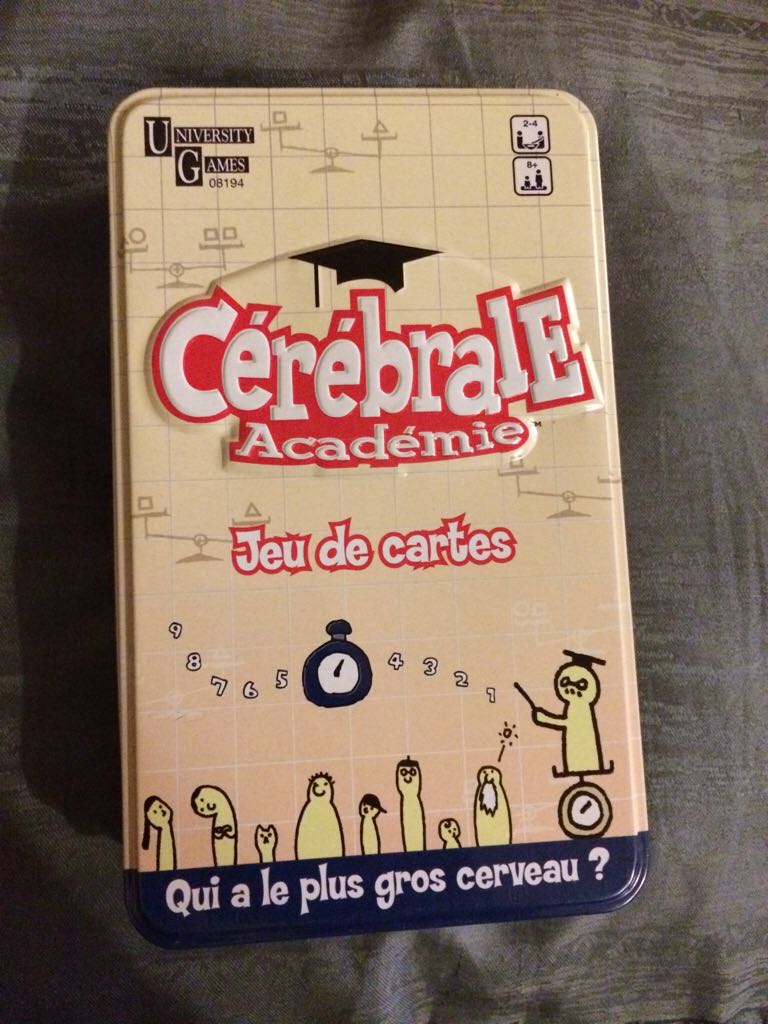 UNIVERSITY
GAMES
08194
2-4
8+
CérébralE
Académie™
Jeu de cartes
9 8 7 6 5 4 3 2 1
Qui a le plus gros cerveau ?